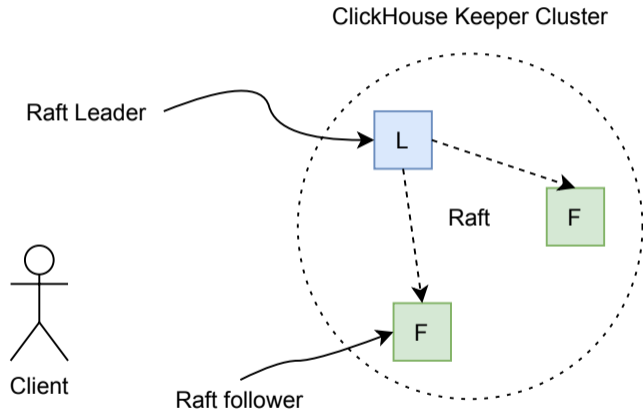 ClickHouse Keeper Cluster
Raft Leader
L
Raft
F
F
Client
Raft follower